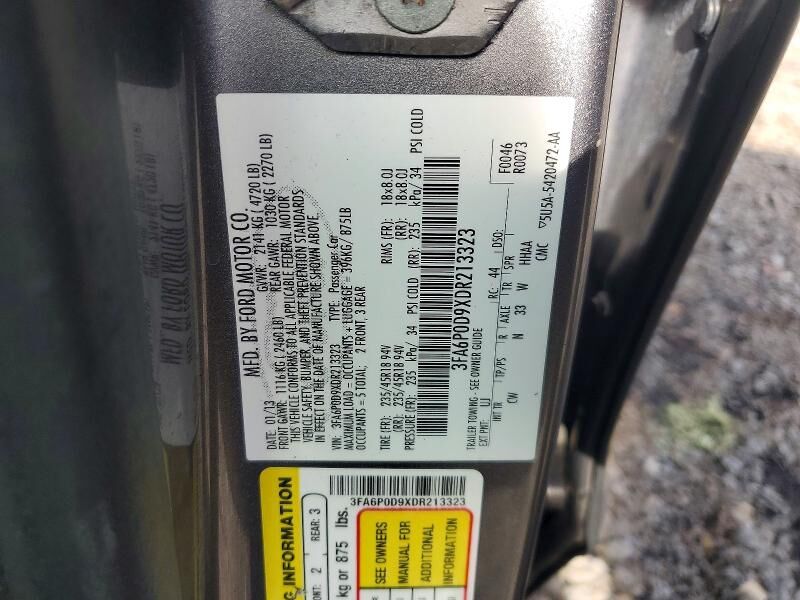 MFD. BY FORD MOTOR CO.
DATE: 01/13 GVWR: 2141 KG ( 4720 LB)
FRONT GAWR: 1116 KG ( 2460 LB) REAR GAWR: 1030 KG ( 2270 LB)
THIS VEHICLE CONFORMS TO ALL APPLICABLE FEDERAL MOTOR
VEHICLE SAFETY, BUMPER, AND THEFT PREVENTION STANDARDS
IN EFFECT ON THE DATE OF MANUFACTURE SHOWN ABOVE.
VIN: 3FA6P0D9XDR213323 TYPE: Passenger Car
MAXIMUM LOAD = OCCUPANTS + LUGGAGE = 396KG/ 875LB
OCCUPANTS = 5 TOTAL; 2 FRONT, 3 REAR
TIRE (FR): 235/45R18 94V RIMS (FR): 18x8.0J
(RR): 235/45R18 94V (RR): 18x8.0J
PRESSURE (FR): 235 kPa/ 34 PSI COLD (RR): 235 kPa/ 34 PSI COLD
3FA6P0D9XDR213323
TRAILER TOWING - SEE OWNER GUIDE
F0046
R0073
EXT PNT: UJ RC: 44 DSO:
INT TR TP/PS R AXLE TR SPR
CW N 33 W HHAA
CMC ▽5U5A-5420472-AA
3FA6P0D9XDR213323
NG INFORMATION
ONT: 2 REAR: 3
kg or 875 lbs.
SEE OWNERS
MANUAL FOR
ADDITIONAL
INFORMATION